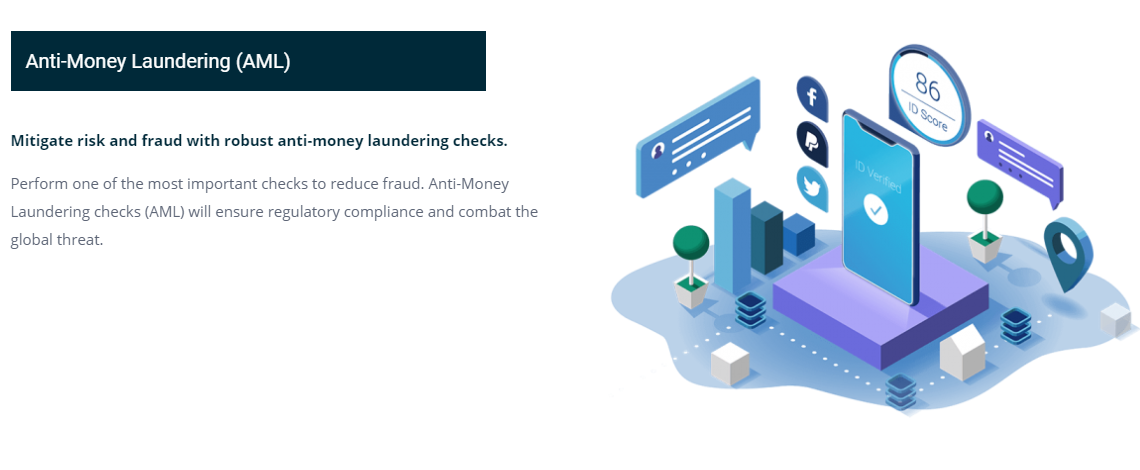 Anti-Money Laundering (AML)
Mitigate risk and fraud with robust anti-money laundering checks.
Perform one of the most important checks to reduce fraud. Anti-Money
Laundering checks (AML) will ensure regulatory compliance and combat the
global threat.
86
ID Score
ID Verified